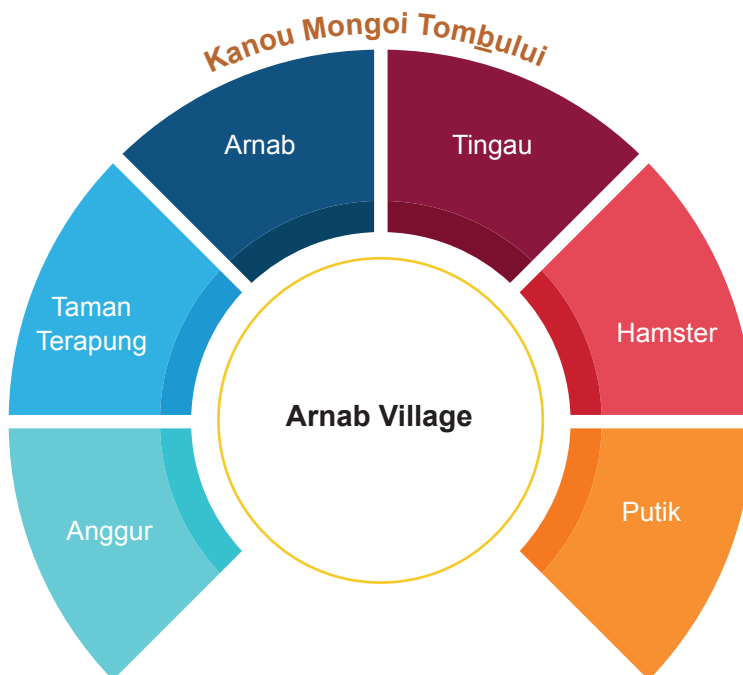 Kanou Mongoi Tombului
Arnab
Tingau
Taman
Terapung
Hamster
Arnab Village
Anggur
Putik